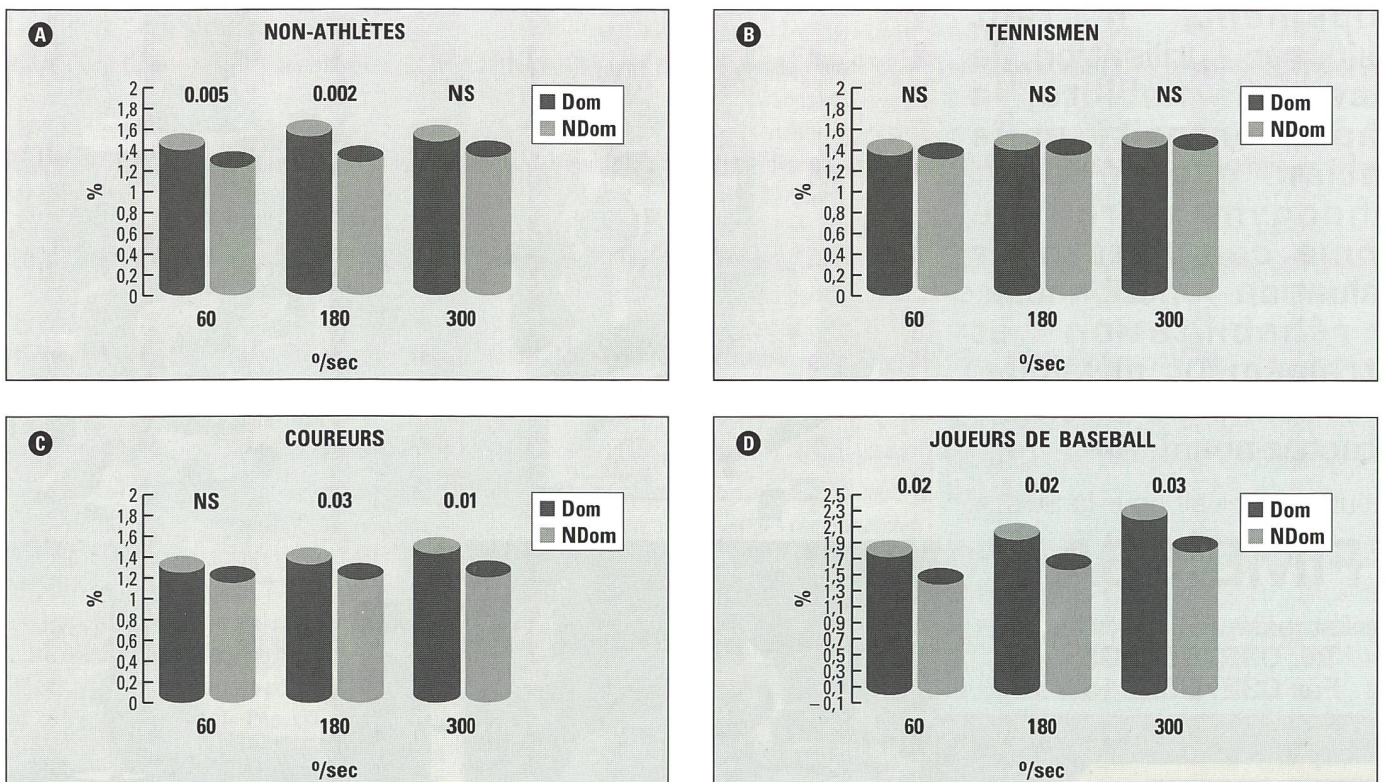 A
NON-ATHLÈTES
0.005 0.002 NS
2
1,8
1,6
1,4
1,2
1
0,8
0,6
0,4
0,2
0
%
Dom
NDom
60 180 300
º/sec
B
TENNISMEN
NS NS NS
2
1,8
1,6
1,4
1,2
1
0,8
0,6
0,4
0,2
0
%
Dom
NDom
60 180 300
º/sec
C
COUREURS
NS 0.03 0.01
2
1,8
1,6
1,4
1,2
1
0,8
0,6
0,4
0,2
0
%
Dom
NDom
60 180 300
º/sec
D
JOUEURS DE BASEBALL
0.02 0.02 0.03
2,5
2,3
2,1
1,9
1,7
1,5
1,3
1,1
0,9
0,7
0,5
0,3
0,1
−0,1
%
Dom
NDom
60 180 300
º/sec